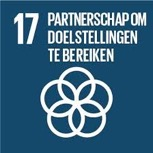 17 PARTNERSCHAP OM
DOELSTELLINGEN
TE BEREIKEN